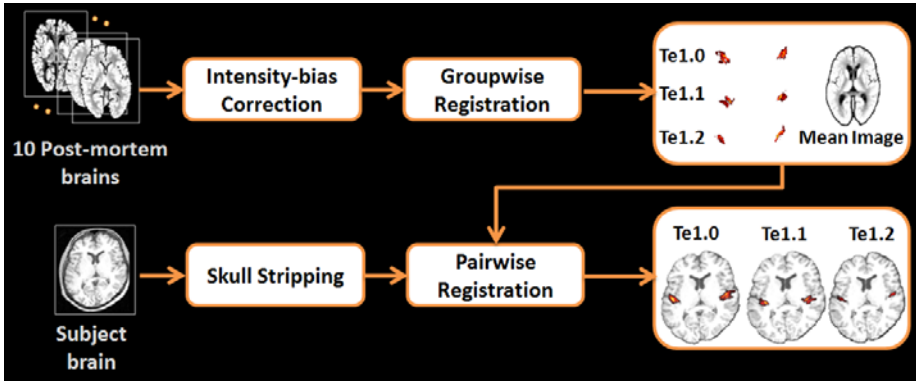 10 Post-mortem
brains
Intensity-bias
Correction
Groupwise
Registration
Te1.0
Te1.1
Te1.2
Mean Image
Subject
brain
Skull Stripping
Pairwise
Registration
Te1.0
Te1.1
Te1.2